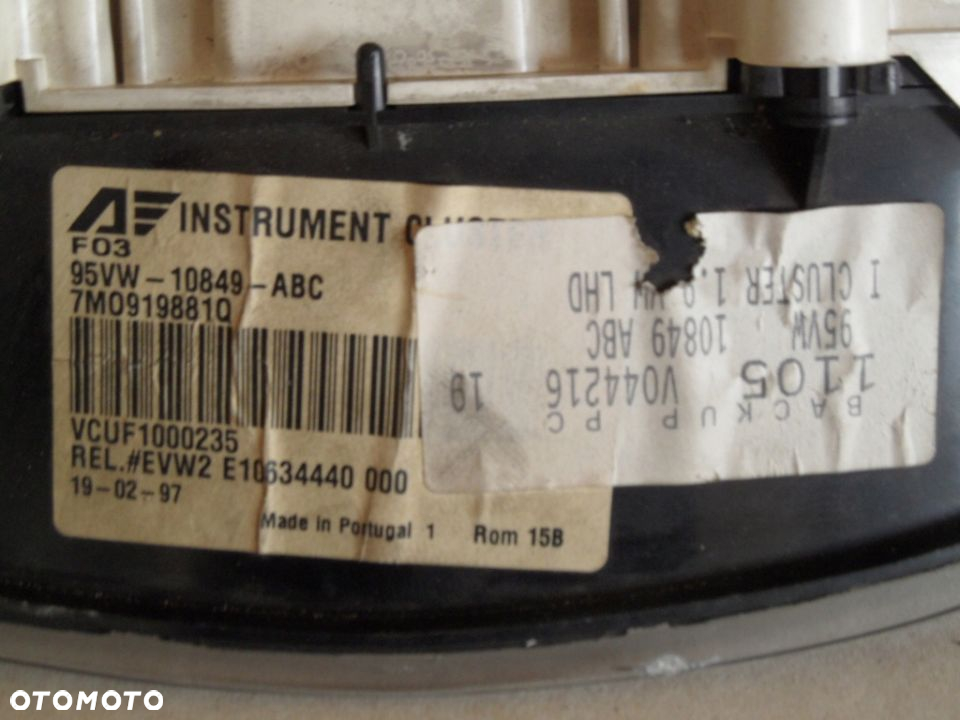 INSTRUMENT
F03
95VW-10849-ABC
7M0919881Q
VCUF1000235
REL.#EVW2 E10634440 000
19-02-97
Made in Portugal 1 Rom 15B
BACKUP PC
1105 V044216 19
95VW 10849 ABC
I CLUSTER 1.9 VW LHD
OTOMOTO